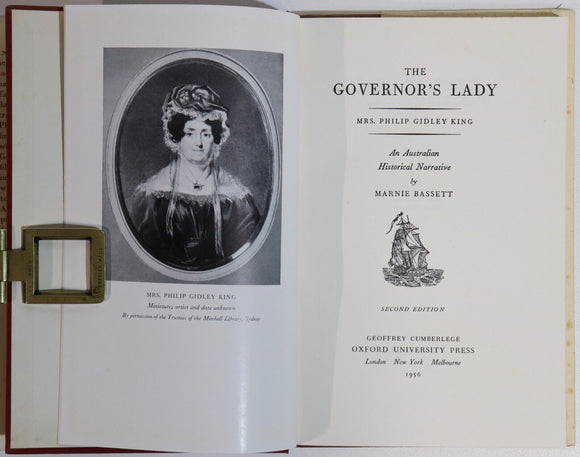 MRS. PHILIP GIDLEY KING
Miniature; artist and date unknown
By permission of the Trustees of the Mitchell Library, Sydney
THE
GOVERNOR'S LADY
MRS. PHILIP GIDLEY KING
An Australian
Historical Narrative
by
MARNIE BASSETT
SECOND EDITION
GEOFFREY CUMBERLEGE
OXFORD UNIVERSITY PRESS
London New York Melbourne
1956